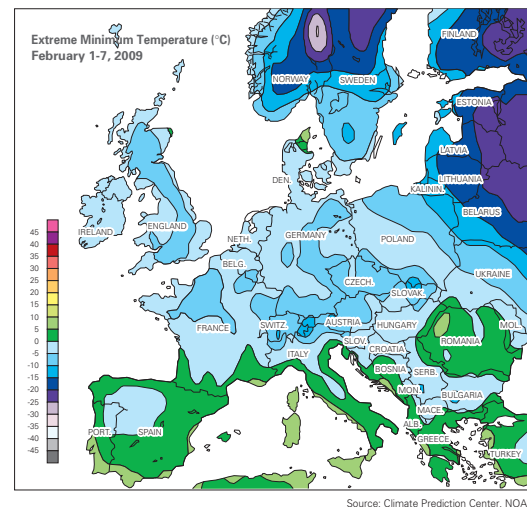 Extreme Minimum Temperature (°C)
February 1-7, 2009
FINLAND
NORWAY
SWEDEN
ESTONIA
LATVIA
LITHUANIA
KALININ.
DEN.
BELARUS
IRELAND
ENGLAND
NETH.
GERMANY
POLAND
BELG.
UKRAINE
CZECH.
SLOVAK.
FRANCE
SWITZ.
AUSTRIA
HUNGARY
MOL.
SLOV.
ROMANIA
ITALY
CROATIA
BOSNIA
SERB.
MON.
BULGARIA
MACE.
PORT.
SPAIN
ALB.
GREECE
TURKEY
45
40
35
30
25
20
15
10
5
0
-5
-10
-15
-20
-25
-30
-35
-40
-45
Source: Climate Prediction Center, NOA